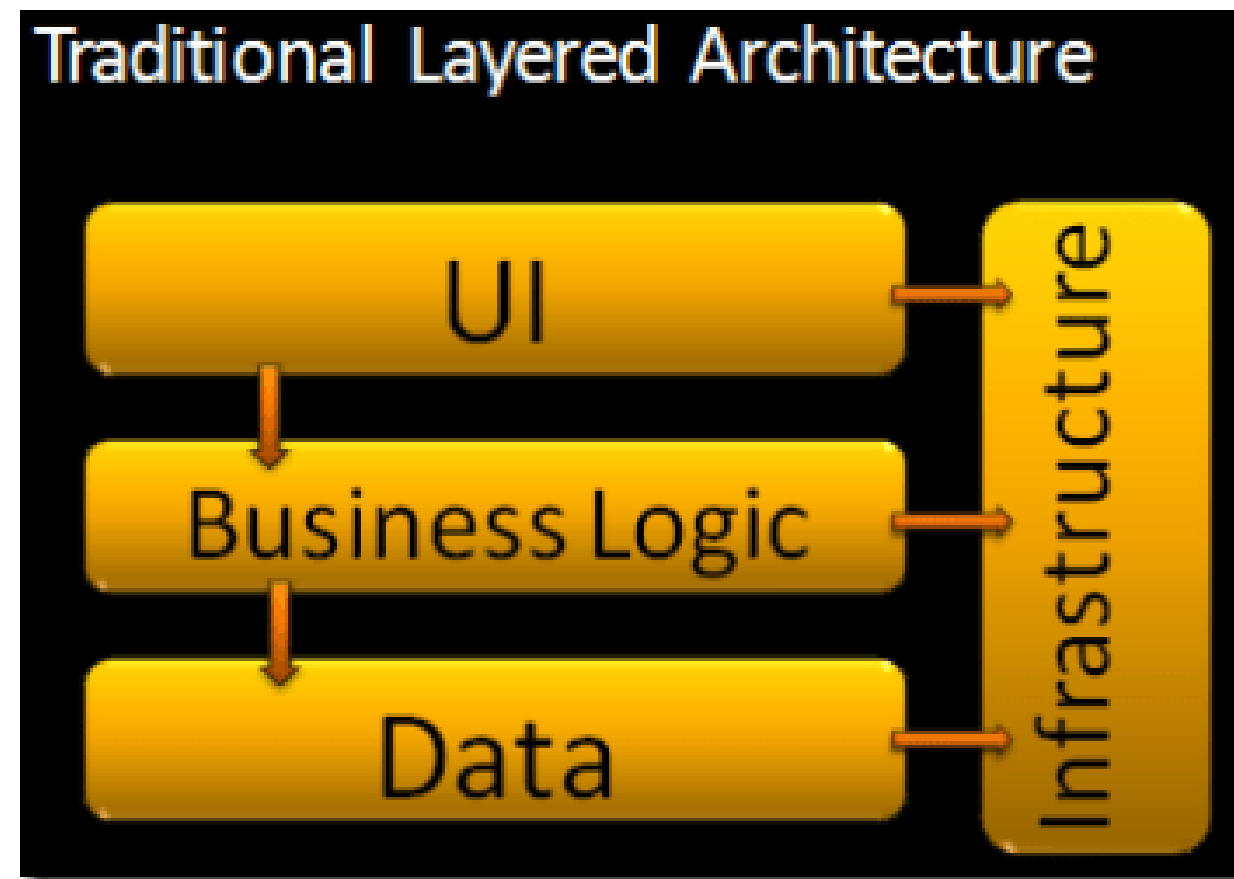 Traditional Layered Architecture
UI
Business Logic
Data
Infrastructure